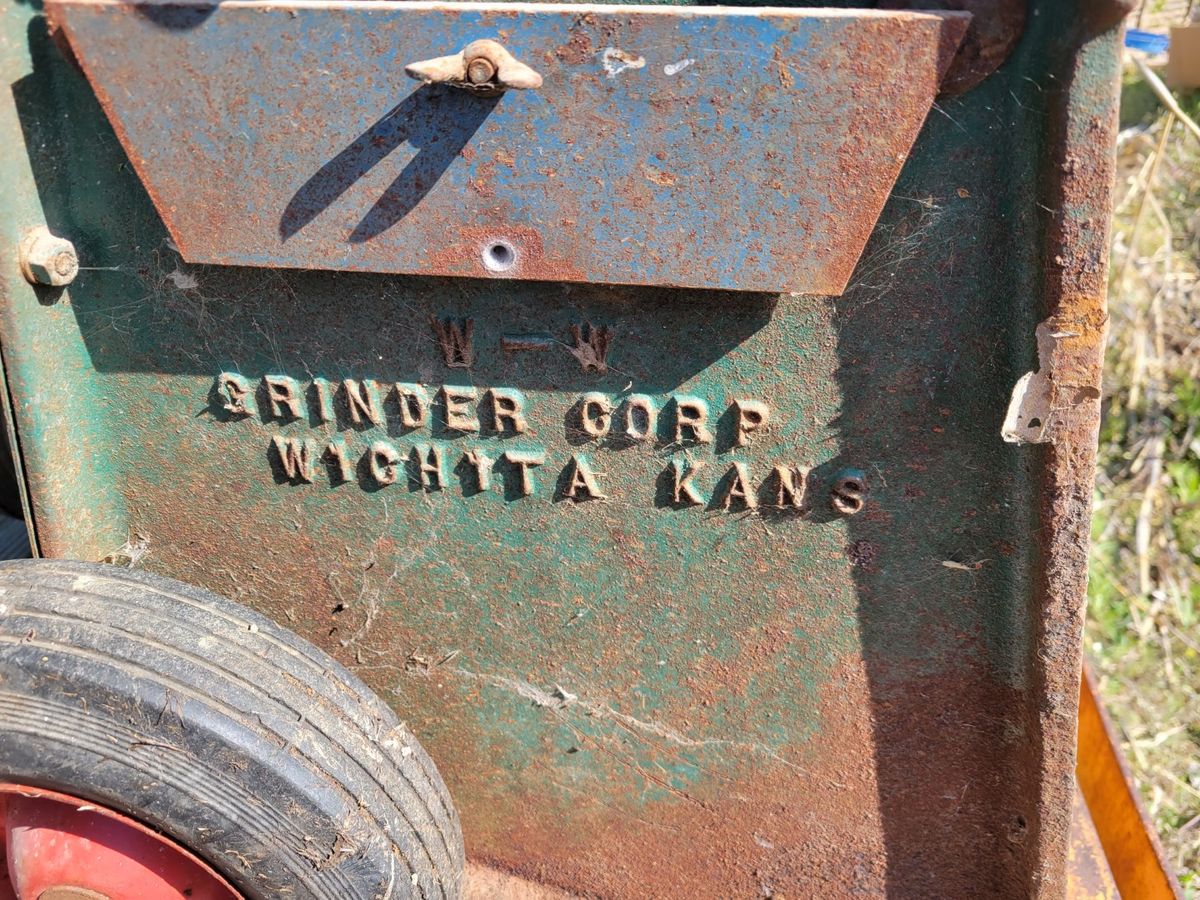 W-W
GRINDER CORP
WICHITA KANS